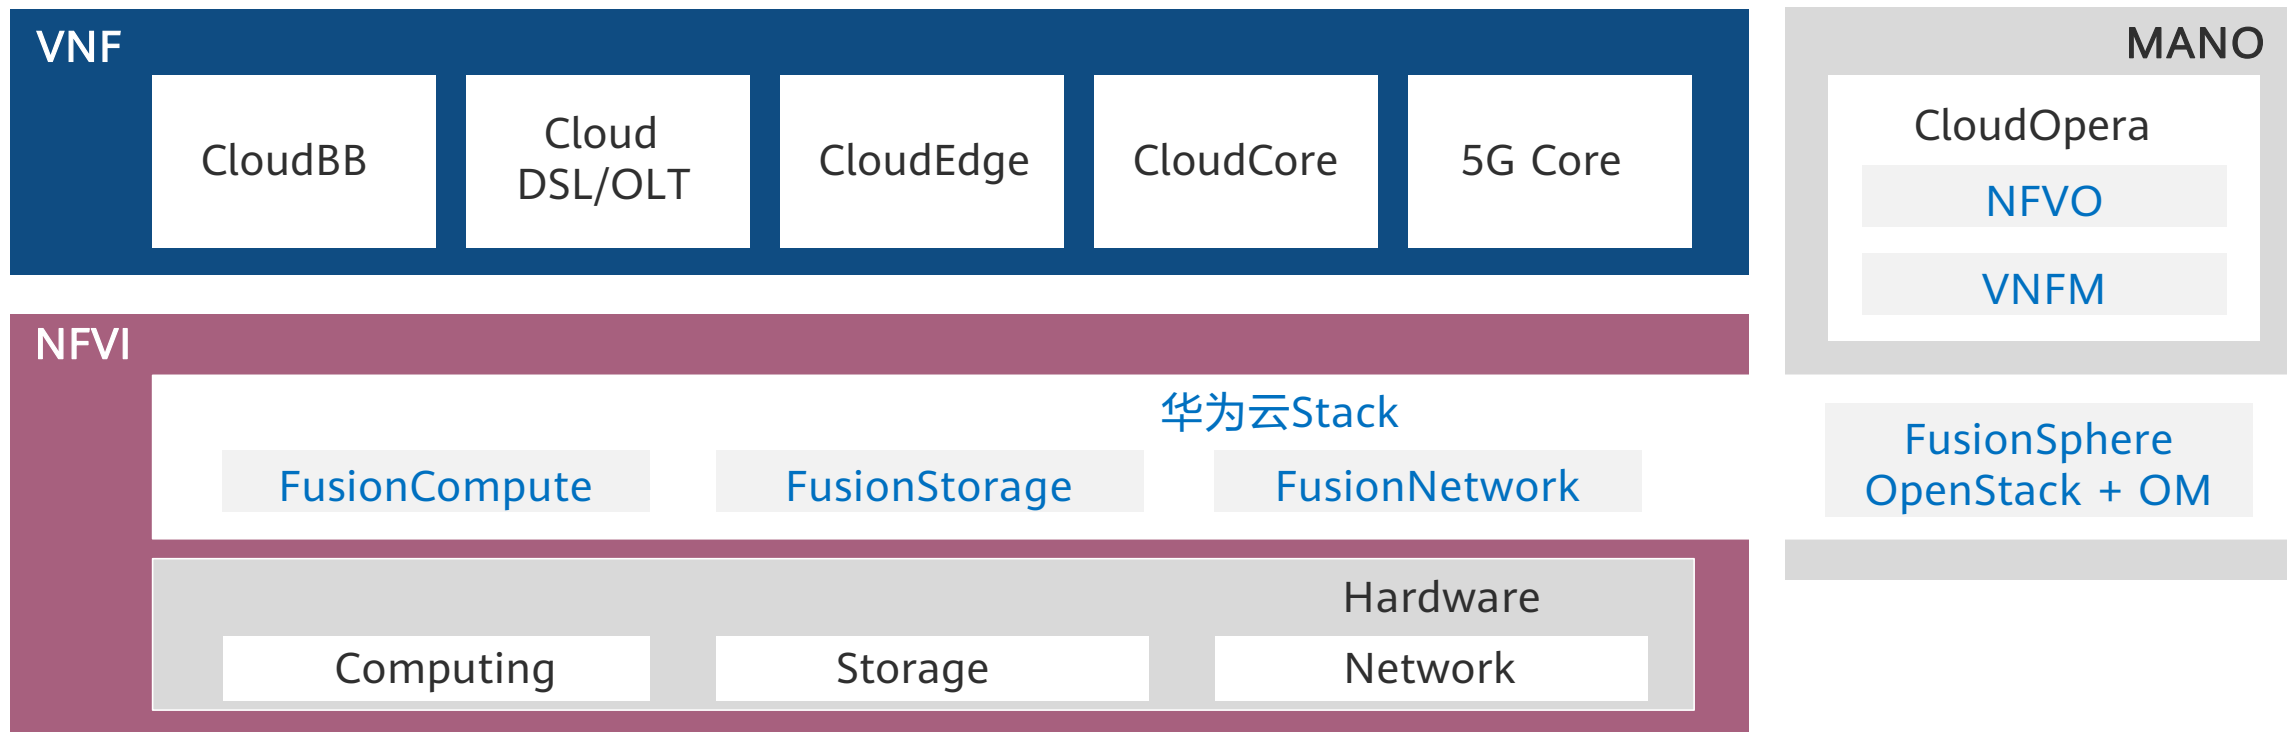 VNF
CloudBB
Cloud
DSL/OLT
CloudEdge
CloudCore
5G Core
MANO
CloudOpera
NFVO
VNFM
NFVI
华为云Stack
FusionCompute
FusionStorage
FusionNetwork
FusionSphere
OpenStack + OM
Hardware
Computing
Storage
Network